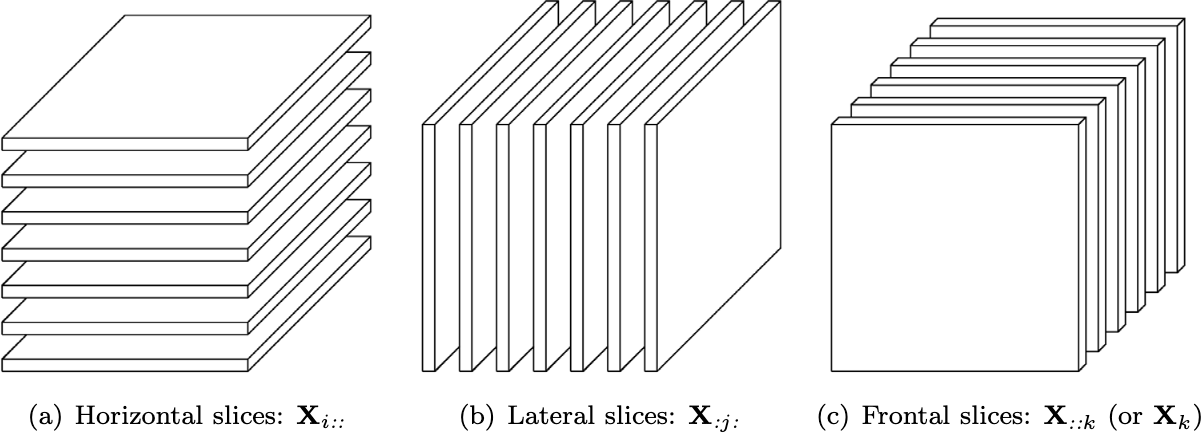 (a) Horizontal slices: X_{i::}
(b) Lateral slices: X_{:j:}
(c) Frontal slices: X_{::k} (or X_k)